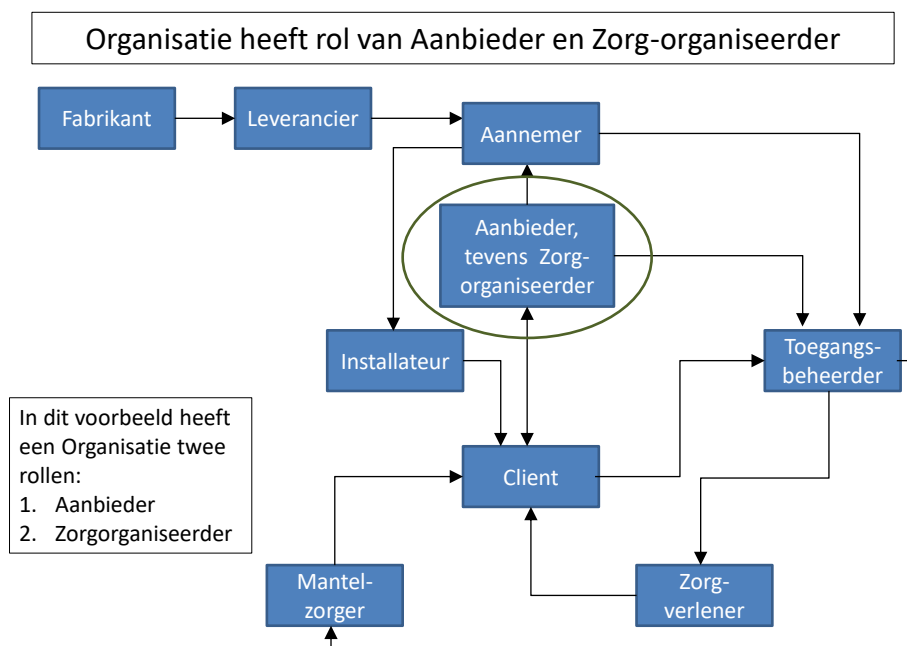 Organisatie heeft rol van Aanbieder en Zorg-organiseerder
Fabrikant
Leverancier
Aannemer
Aanbieder,
tevens Zorg-
organiseerder
Installateur
Toegangs-
beheerder
In dit voorbeeld heeft
een Organisatie twee
rollen:
1. Aanbieder
2. Zorgorganiseerder
Client
Mantel-
zorger
Zorg-
verlener